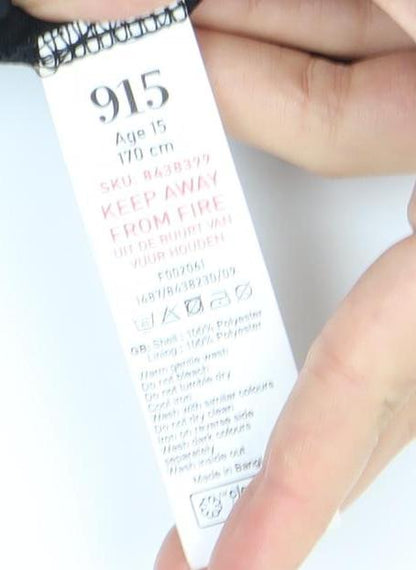 915
Age 15
170 cm
SKU: 8438377
KEEP AWAY
FROM FIRE
UIT DE BUURT VAN
VUUR HOUDEN
F002061
1487/8438230/09
GB: Shell: 100% Polyester
Lining: 100% Polyester
Warm gentle wash
Do not bleach
Do not tumble dry
Cool iron
Wash with similar colours
Do not dry clean
Iron on reverse side
Wash dark colours
separately
Wash inside out
Made in